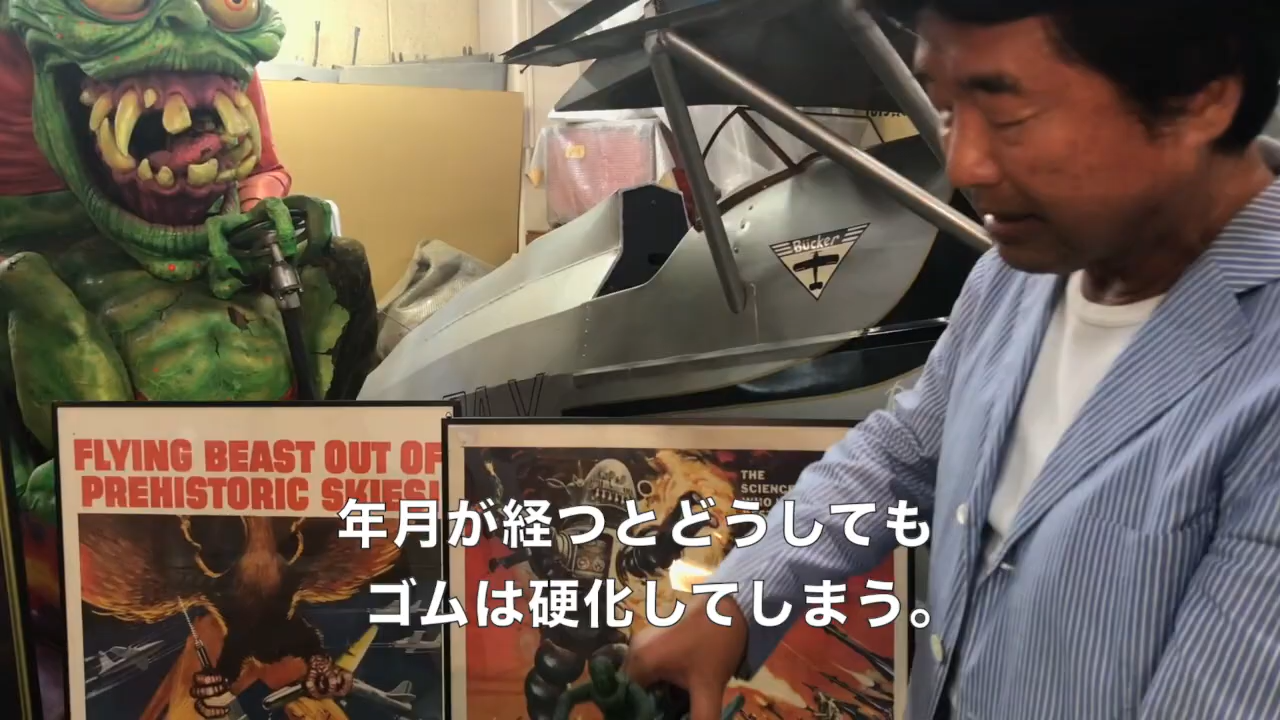 Bücker
FLYING BEAST OUT OF
PREHISTORIC SKIES!
THE
SCIENCE
年月が経つとどうしても
ゴムは硬化してしまう。